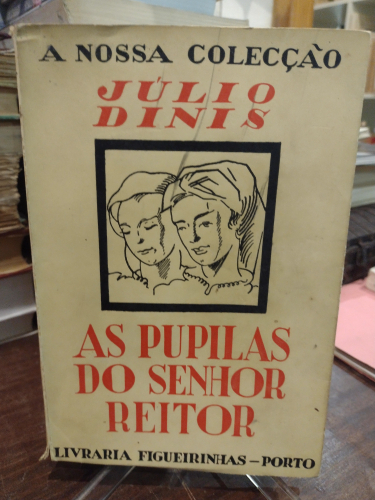 A NOSSA COLECÇÃO
JÚLIO
DINIS
AS PUPILAS
DO SENHOR
REITOR
LIVRARIA FIGUEIRINHAS-PORTO